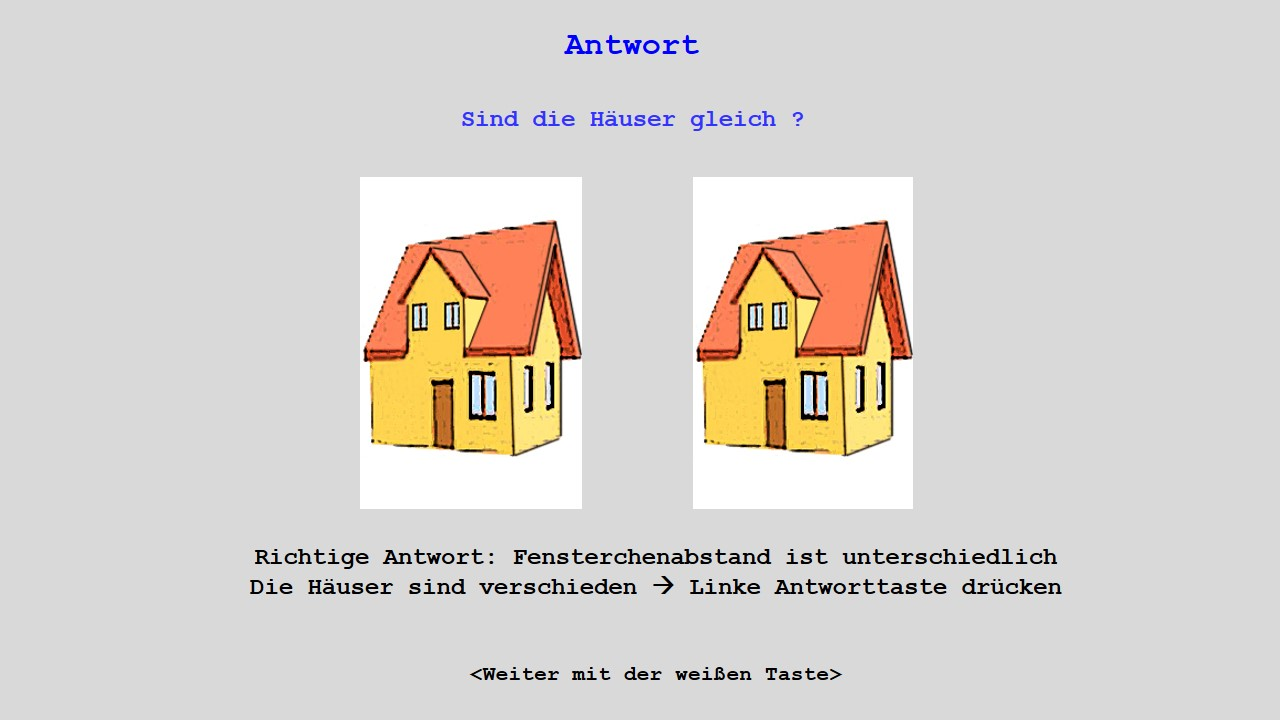 Antwort
Sind die Häuser gleich ?
Richtige Antwort: Fensterchenabstand ist unterschiedlich
Die Häuser sind verschieden → Linke Antworttaste drücken
<Weiter mit der weißen Taste>